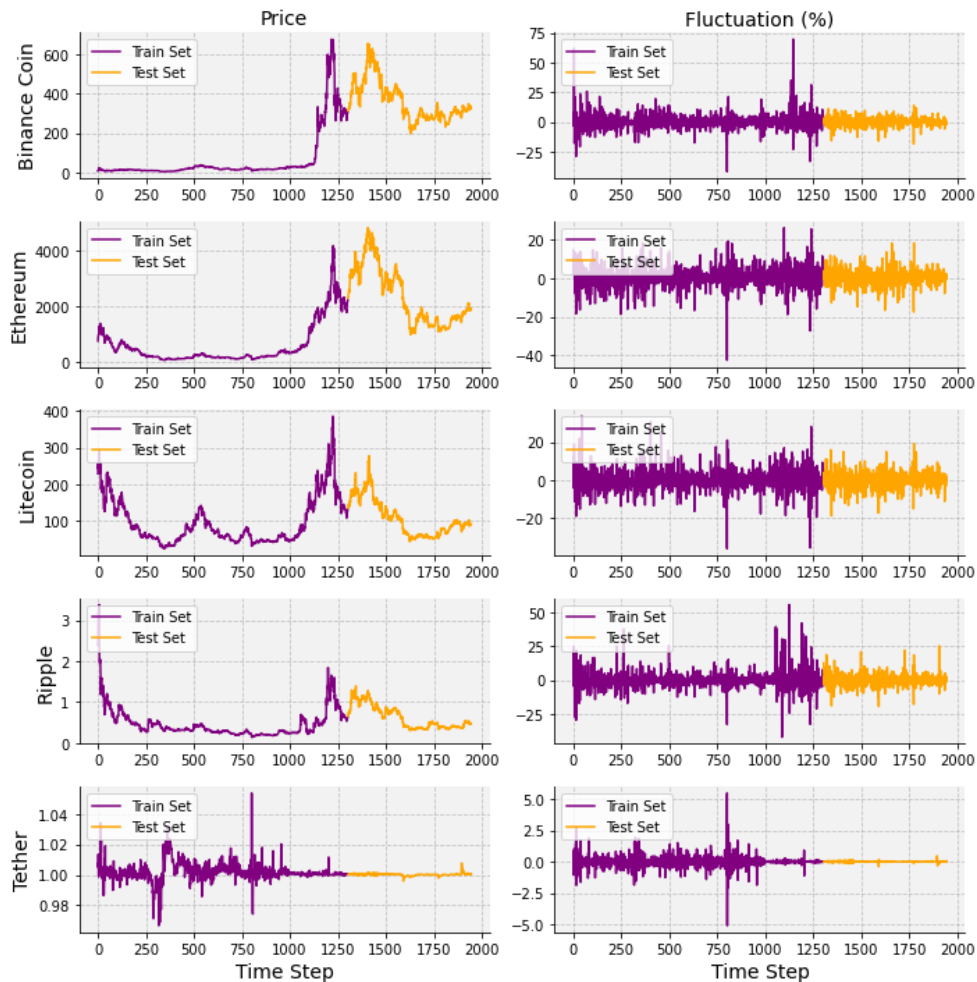 Price
Fluctuation (%)
Binance Coin
600
400
200
0
Train Set
Test Set
0 250 500 750 1000 1250 1500 1750 2000
75
50
25
0
−25
Train Set
Test Set
0 250 500 750 1000 1250 1500 1750 2000
Ethereum
4000
2000
0
Train Set
Test Set
0 250 500 750 1000 1250 1500 1750 2000
20
0
−20
−40
Train Set
Test Set
0 250 500 750 1000 1250 1500 1750 2000
Litecoin
400
300
200
100
Train Set
Test Set
0 250 500 750 1000 1250 1500 1750 2000
20
0
−20
Train Set
Test Set
0 250 500 750 1000 1250 1500 1750 2000
Ripple
3
2
1
0
Train Set
Test Set
0 250 500 750 1000 1250 1500 1750 2000
50
25
0
−25
Train Set
Test Set
0 250 500 750 1000 1250 1500 1750 2000
Tether
1.04
1.02
1.00
0.98
Train Set
Test Set
0 250 500 750 1000 1250 1500 1750 2000
Time Step
5.0
2.5
0.0
−2.5
−5.0
Train Set
Test Set
0 250 500 750 1000 1250 1500 1750 2000
Time Step